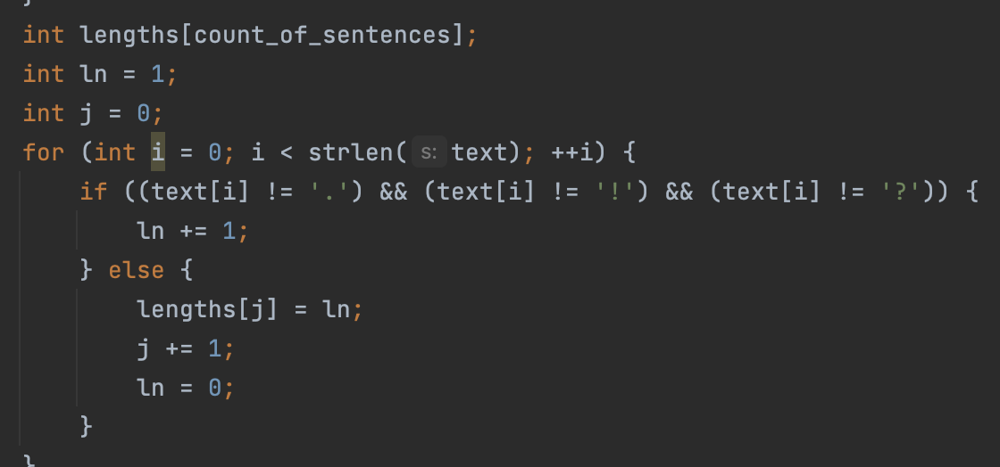 }
int lengths[count_of_sentences];
int ln = 1;
int j = 0;
for (int i = 0; i < strlen( s: text); ++i) {
    if ((text[i] != '.') && (text[i] != '!') && (text[i] != '?')) {
        ln += 1;
    } else {
        lengths[j] = ln;
        j += 1;
        ln = 0;
    }
}